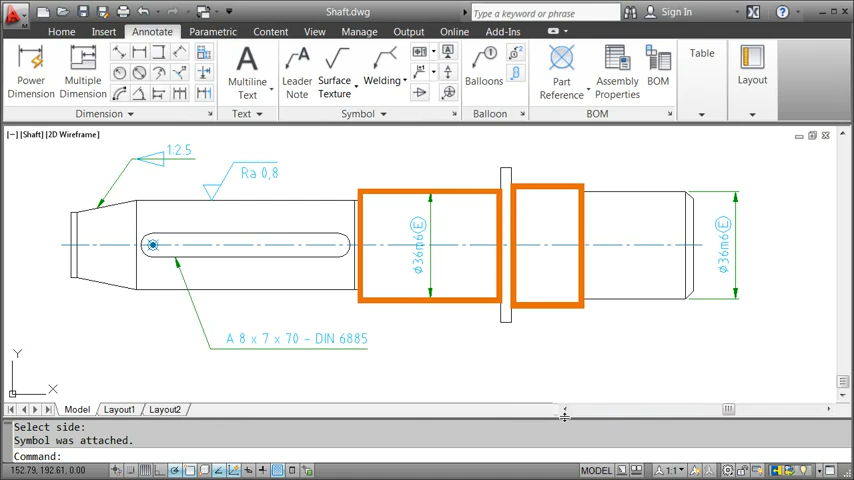 Shaft.dwg
Type a keyword or phrase
Sign In
Home Insert Annotate Parametric Content View Manage Output Online Add-Ins
Power Dimension
Multiple Dimension
Multiline Text
Leader Note
Surface Texture
Welding
Balloons
Part Reference
Assembly Properties
BOM
Table
Layout
Dimension
Text
Symbol
Balloon
BOM
[−] [Shaft] [2D Wireframe]
1:2.5
Ra 0,8
ϕ36m6Ⓔ
ϕ36m6Ⓔ
A 8 x 7 x 70 - DIN 6885
Y
X
Model Layout1 Layout2
Select side:
Symbol was attached.
Command:
152.79, 192.61, 0.00
MODEL
1:1